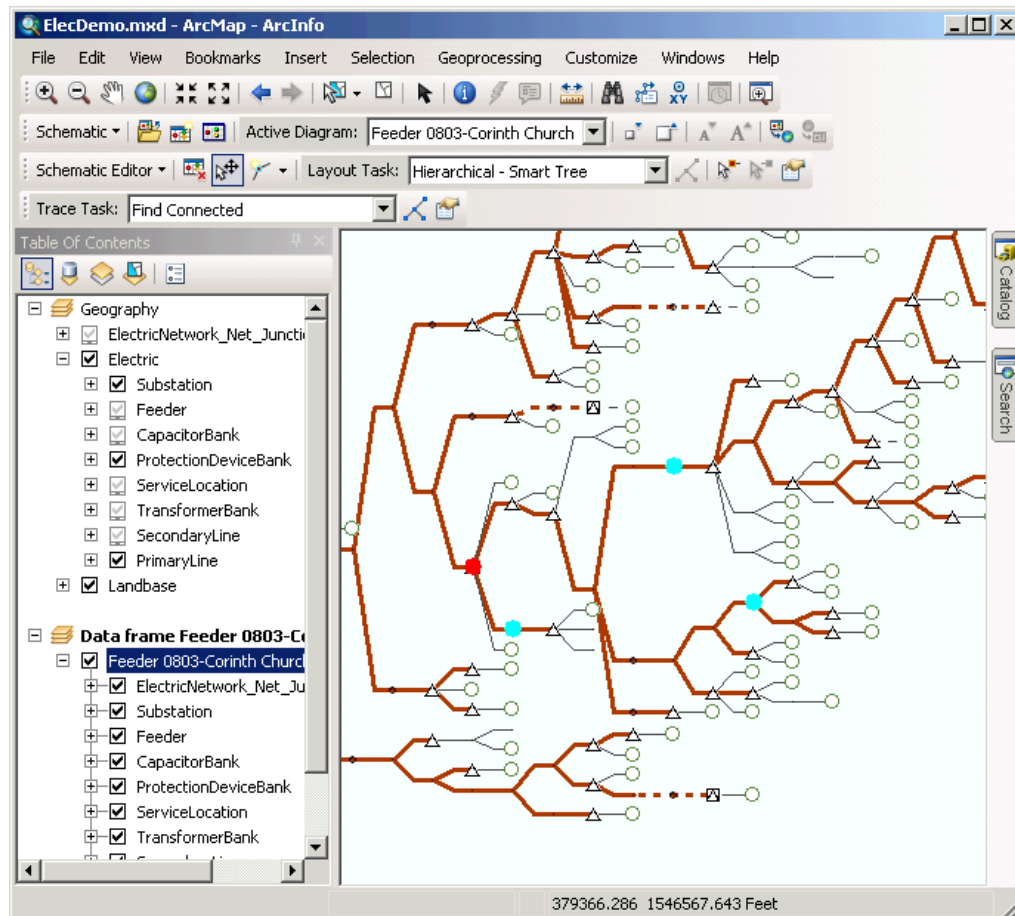 ElecDemo.mxd - ArcMap - ArcInfo
File Edit View Bookmarks Insert Selection Geoprocessing Customize Windows Help
XY
Schematic Active Diagram: Feeder 0803-Corinth Church A A
Schematic Editor Layout Task: Hierarchical - Smart Tree
Trace Task: Find Connected
Table Of Contents
Geography
ElectricNetwork_Net_Juncti
Electric
Substation
Feeder
CapacitorBank
ProtectionDeviceBank
ServiceLocation
TransformerBank
SecondaryLine
PrimaryLine
Landbase
Data frame Feeder 0803-C
Feeder 0803-Corinth Churc
ElectricNetwork_Net_Ju
Substation
Feeder
CapacitorBank
ProtectionDeviceBank
ServiceLocation
TransformerBank
Catalog
Search
379366.286 1546567.643 Feet